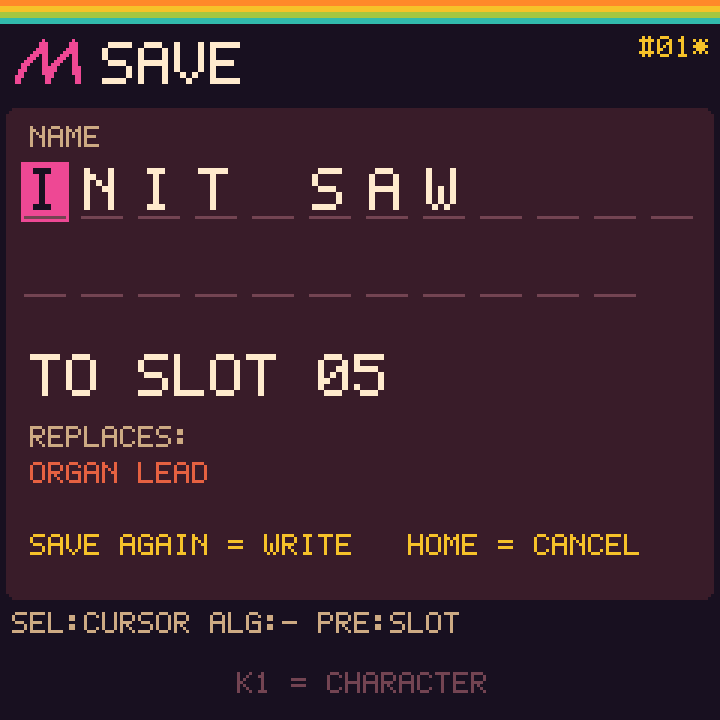 M SAVE #01*
NAME
INIT SAW
TO SLOT 05
REPLACES:
ORGAN LEAD
SAVE AGAIN = WRITE HOME = CANCEL
SEL:CURSOR ALG:- PRE:SLOT
K1 = CHARACTER